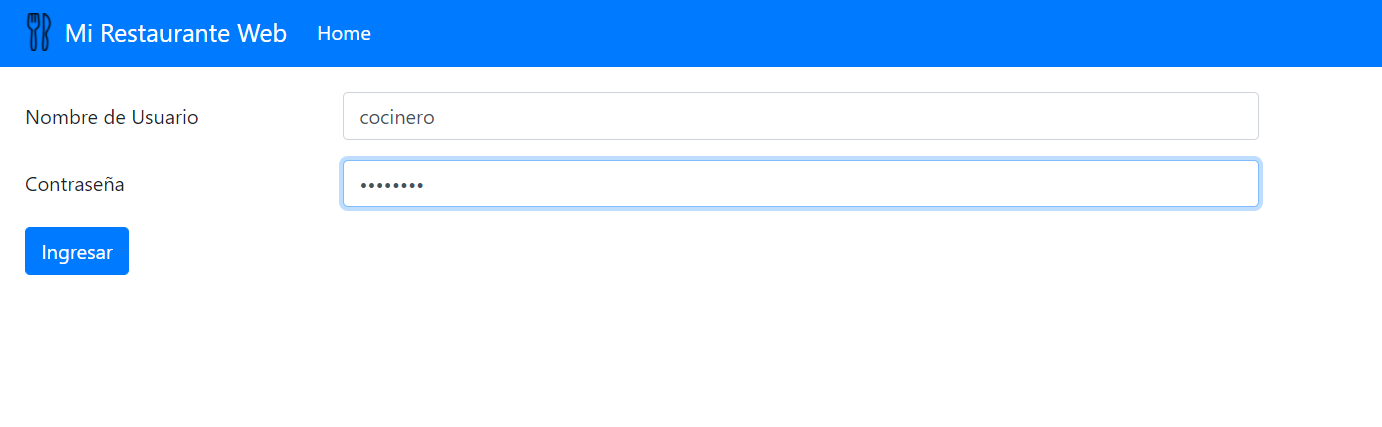 Mi Restaurante Web Home
Nombre de Usuario cocinero
Contraseña ••••••••
Ingresar